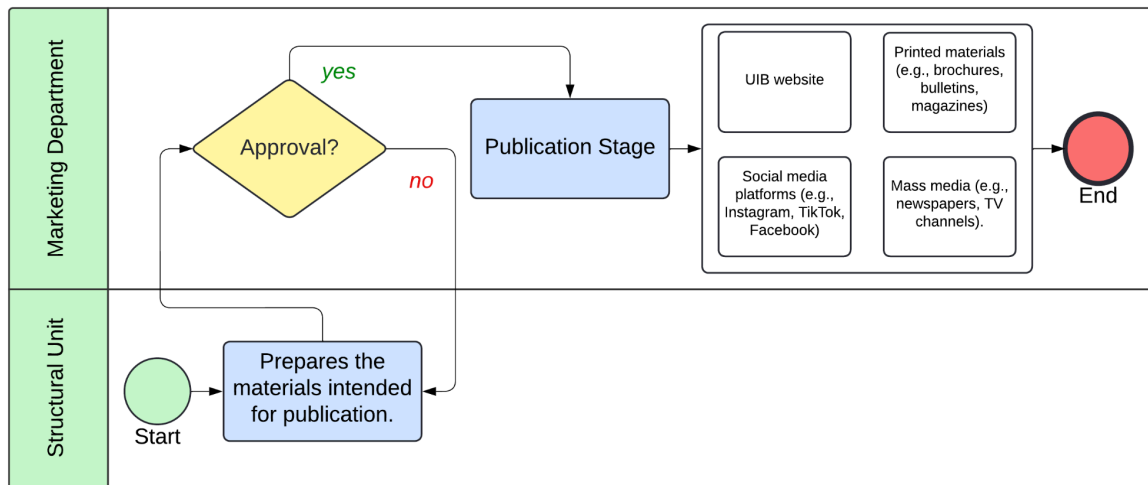 Marketing Department
yes
Approval?
no
Publication Stage
UIB website
Printed materials
(e.g., brochures,
bulletins,
magazines)
Social media
platforms (e.g.,
Instagram, TikTok,
Facebook)
Mass media (e.g.,
newspapers, TV
channels).
End
Structural Unit
Start
Prepares the
materials intended
for publication.